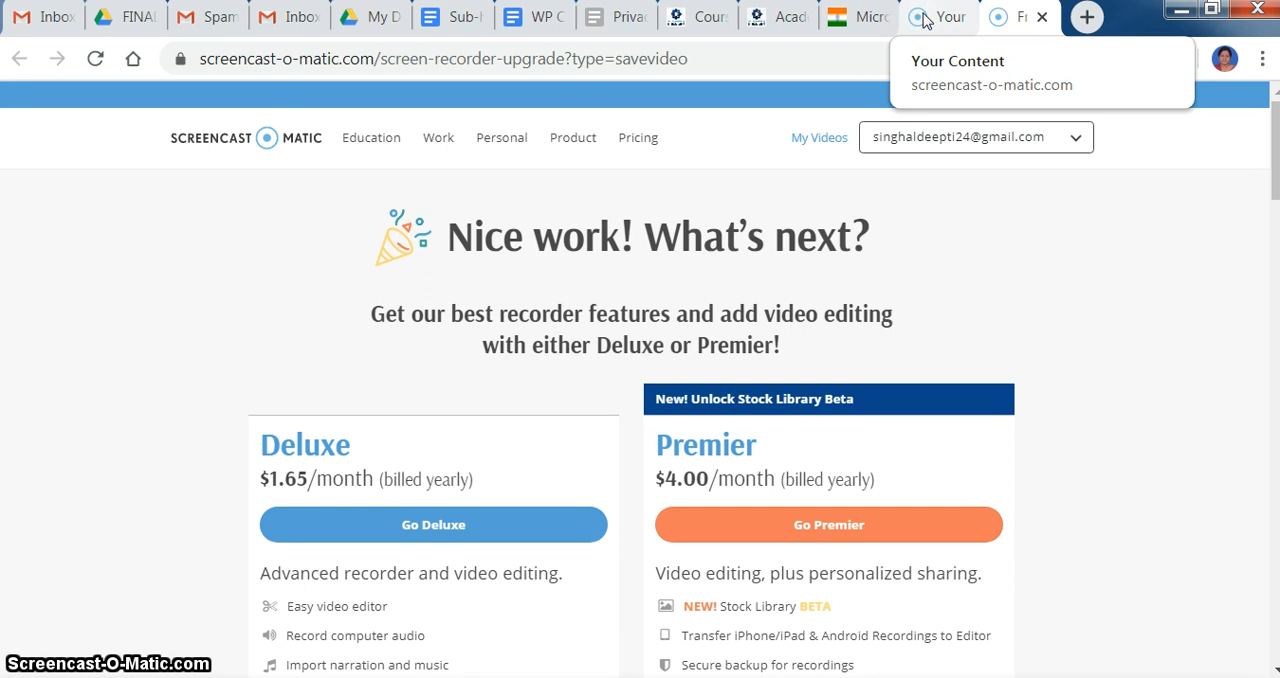 Inbo FINA Spam Inbo My D Sub-H WP C Priva Cour Acad Micro Your Fr
screencast-o-matic.com/screen-recorder-upgrade?type=savevideo
Your Content
screencast-o-matic.com
SCREENCAST MATIC Education Work Personal Product Pricing My Videos singhaldeepti24@gmail.com
Nice work! What's next?
Get our best recorder features and add video editing
with either Deluxe or Premier!
New! Unlock Stock Library Beta
Deluxe
$1.65/month (billed yearly)
Go Deluxe
Advanced recorder and video editing.
Easy video editor
Record computer audio
Import narration and music
Premier
$4.00/month (billed yearly)
Go Premier
Video editing, plus personalized sharing.
NEW! Stock Library BETA
Transfer iPhone/iPad & Android Recordings to Editor
Secure backup for recordings
Screencast-O-Matic.com